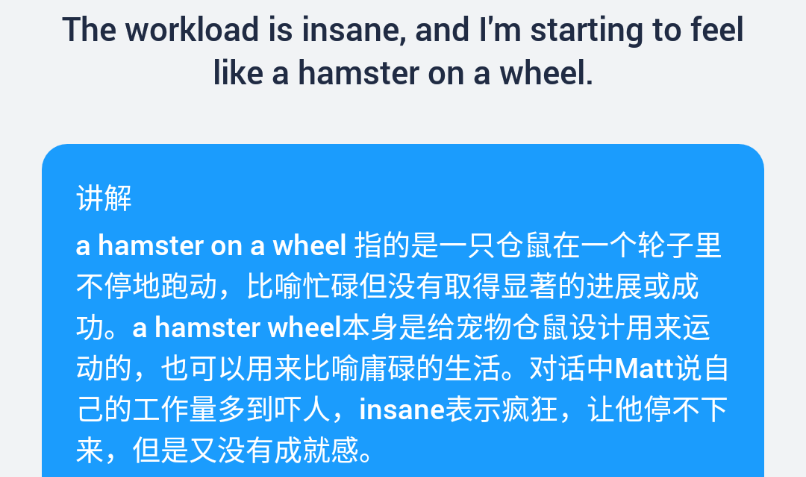 The workload is insane, and I'm starting to feel
like a hamster on a wheel.
讲解
a hamster on a wheel 指的是一只仓鼠在一个轮子里
不停地跑动，比喻忙碌但没有取得显著的进展或成
功。a hamster wheel本身是给宠物仓鼠设计用来运
动的，也可以用来比喻庸碌的生活。对话中Matt说自
己的工作量多到吓人，insane表示疯狂，让他停不下
来，但是又没有成就感。